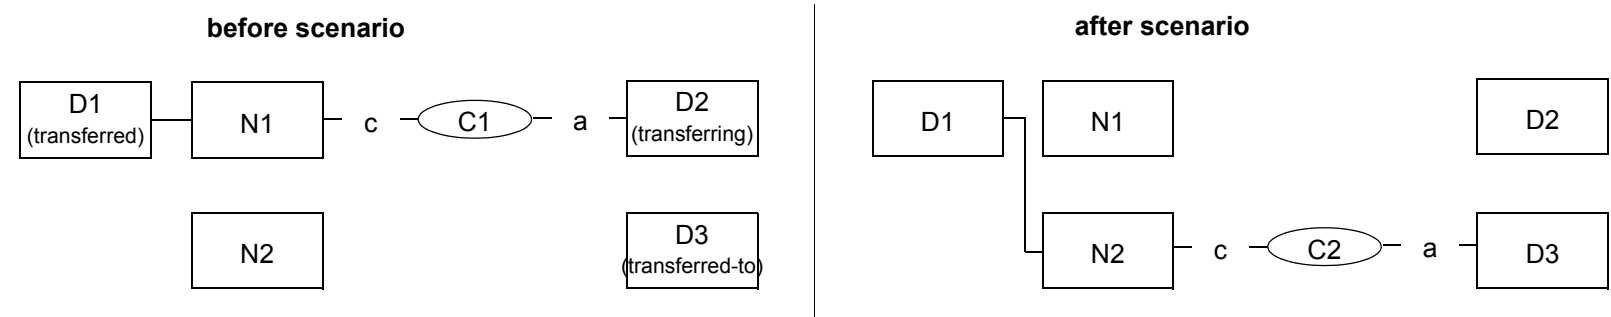 before scenario
D1
(transferred)
N1
c
C1
a
D2
(transferring)
N2
D3
(transferred-to)
after scenario
D1
N1
D2
N2
c
C2
a
D3